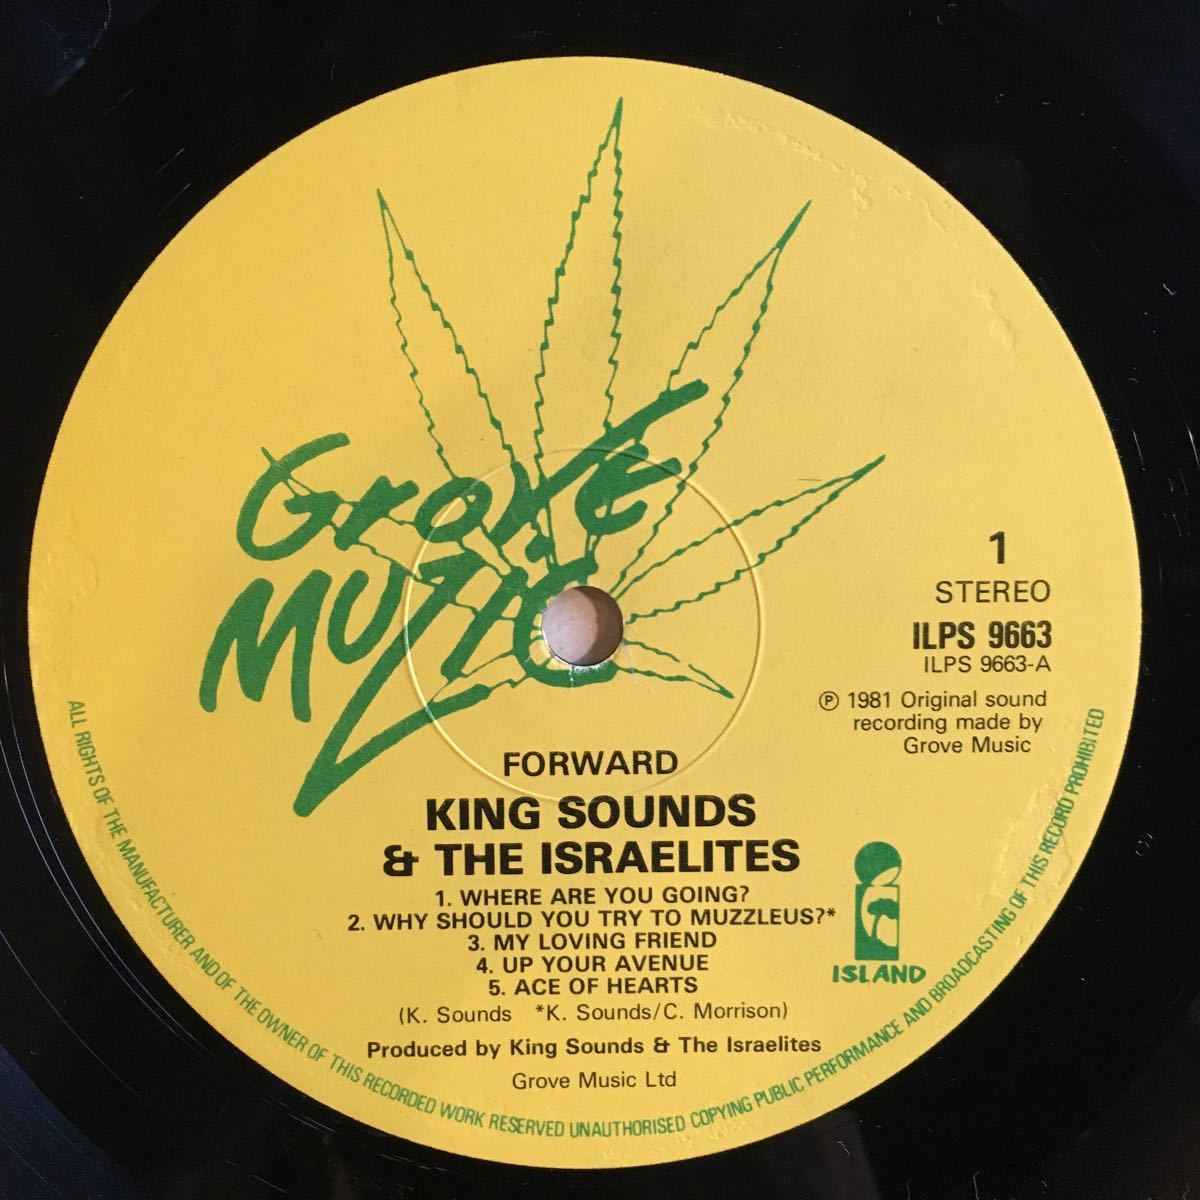 Grove
Muzic
1
STEREO
ILPS 9663
ILPS 9663-A
℗ 1981 Original sound
recording made by
Grove Music
FORWARD
KING SOUNDS
& THE ISRAELITES
1. WHERE ARE YOU GOING?
2. WHY SHOULD YOU TRY TO MUZZLEUS?*
3. MY LOVING FRIEND
4. UP YOUR AVENUE
5. ACE OF HEARTS
(K. Sounds *K. Sounds/C. Morrison)
Produced by King Sounds & The Israelites
Grove Music Ltd
ISLAND
ALL RIGHTS OF THE MANUFACTURER AND OF THE OWNER OF THIS RECORDED WORK RESERVED UNAUTHORISED COPYING PUBLIC PERFORMANCE AND BROADCASTING OF THIS RECORD PROHIBITED